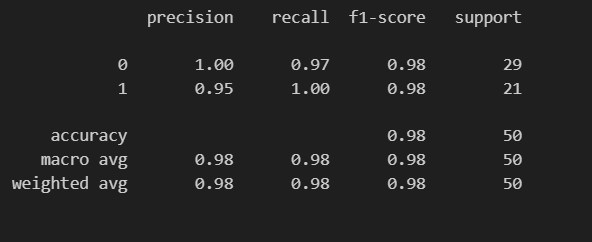 precision recall f1-score support
0 1.00 0.97 0.98 29
1 0.95 1.00 0.98 21
accuracy 0.98 50
macro avg 0.98 0.98 0.98 50
weighted avg 0.98 0.98 0.98 50